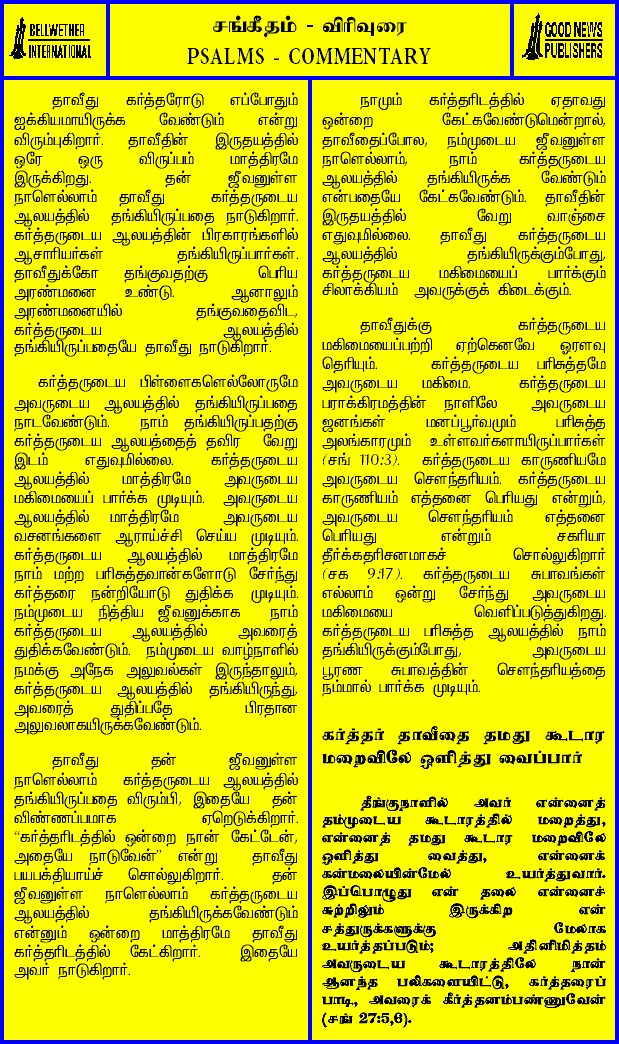 BELLWETHER
INTERNATIONAL
சங்கீதம் - விரிவுரை
PSALMS - COMMENTARY
GOOD NEWS
PUBLISHERS
தாவீது கர்த்தரோடு எப்போதும்
ஐக்கியமாயிருக்க வேண்டும் என்று
விரும்புகிறார். தாவீதின் இருதயத்தில்
ஒரே ஒரு விருப்பம் மாத்திரமே
இருக்கிறது. தன் ஜீவனுள்ள
நாளெல்லாம் தாவீது கர்த்தருடைய
ஆலயத்தில் தங்கியிருப்பதை நாடுகிறார்.
கர்த்தருடைய ஆலயத்தின் பிரகாரங்களில்
ஆசாரியர்கள் தங்கியிருப்பார்கள்.
தாவீதுக்கோ தங்குவதற்கு பெரிய
அரண்மனை உண்டு. ஆனாலும்
அரண்மனையில் தங்குவதைவிட,
கர்த்தருடைய ஆலயத்தில்
தங்கியிருப்பதையே தாவீது நாடுகிறார்.
கர்த்தருடைய பிள்ளைகளெல்லோருமே
அவருடைய ஆலயத்தில் தங்கியிருப்பதை
நாடவேண்டும். நாம் தங்கியிருப்பதற்கு
கர்த்தருடைய ஆலயத்தைத் தவிர வேறு
இடம் எதுவுமில்லை. கர்த்தருடைய
ஆலயத்தில் மாத்திரமே அவருடைய
மகிமையைப் பார்க்க முடியும். அவருடைய
ஆலயத்தில் மாத்திரமே அவருடைய
வசனங்களை ஆராய்ச்சி செய்ய முடியும்.
கர்த்தருடைய ஆலயத்தில் மாத்திரமே
நாம் மற்ற பரிசுத்தவான்களோடு சேர்ந்து
கர்த்தரை நன்றியோடு துதிக்க முடியும்.
நம்முடைய நித்திய ஜீவனுக்காக நாம்
கர்த்தருடைய ஆலயத்தில் அவரைத்
துதிக்கவேண்டும். நம்முடைய வாழ்நாளில்
நமக்கு அநேக அலுவல்கள் இருந்தாலும்,
கர்த்தருடைய ஆலயத்தில் தங்கியிருந்து,
அவரைத் துதிப்பதே பிரதான
அலுவலாகயிருக்கவேண்டும்.
தாவீது தன் ஜீவனுள்ள
நாளெல்லாம் கர்த்தருடைய ஆலயத்தில்
தங்கியிருப்பதை விரும்பி, இதையே தன்
விண்ணப்பமாக ஏறெடுக்கிறார்.
“கர்த்தரிடத்தில் ஒன்றை நான் கேட்டேன்,
அதையே நாடுவேன்” என்று தாவீது
பயபக்தியாய்ச் சொல்லுகிறார். தன்
ஜீவனுள்ள நாளெல்லாம் கர்த்தருடைய
ஆலயத்தில் தங்கியிருக்கவேண்டும்
என்னும் ஒன்றை மாத்திரமே தாவீது
கர்த்தரிடத்தில் கேட்கிறார். இதையே
அவர் நாடுகிறார்.
நாமும் கர்த்தரிடத்தில் ஏதாவது
ஒன்றை கேட்கவேண்டுமென்றால்,
தாவீதைப்போல, நம்முடைய ஜீவனுள்ள
நாளெல்லாம், நாம் கர்த்தருடைய
ஆலயத்தில் தங்கியிருக்க வேண்டும்
என்பதையே கேட்கவேண்டும். தாவீதின்
இருதயத்தில் வேறு வாஞ்சை
எதுவுமில்லை. தாவீது கர்த்தருடைய
ஆலயத்தில் தங்கியிருக்கும்போது,
கர்த்தருடைய மகிமையைப் பார்க்கும்
சிலாக்கியம் அவருக்குக் கிடைக்கும்.
தாவீதுக்கு கர்த்தருடைய
மகிமையைப்பற்றி ஏற்கெனவே ஓரளவு
தெரியும். கர்த்தருடைய பரிசுத்தமே
அவருடைய மகிமை. கர்த்தருடைய
பராக்கிரமத்தின் நாளிலே அவருடைய
ஜனங்கள் மனப்பூர்வமும் பரிசுத்த
அலங்காரமும் உள்ளவர்களாயிருப்பார்கள்
(சங் 110:3). கர்த்தருடைய காருணியமே
அவருடைய சௌந்தரியம். கர்த்தருடைய
காருணியம் எத்தனை பெரியது என்றும்,
அவருடைய சௌந்தரியம் எத்தனை
பெரியது என்றும் சகரியா
தீர்க்கதரிசனமாகச் சொல்லுகிறார்
(சக 9:17). கர்த்தருடைய சுபாவங்கள்
எல்லாம் ஒன்று சேர்ந்து அவருடைய
மகிமையை வெளிப்படுத்துகிறது.
கர்த்தருடைய பரிசுத்த ஆலயத்தில் நாம்
தங்கியிருக்கும்போது, அவருடைய
பூரண சுபாவத்தின் சௌந்தரியத்தை
நம்மால் பார்க்க முடியும்.
கர்த்தர் தாவீதை தமது கூடார
மறைவிலே ஒளித்து வைப்பார்
தீங்குநாளில் அவர் என்னைத்
தம்முடைய கூடாரத்தில் மறைத்து,
என்னைத் தமது கூடார மறைவிலே
ஒளித்து வைத்து, என்னைக்
கன்மலையின்மேல் உயர்த்துவார்.
இப்பொழுது என் தலை என்னைச்
சுற்றிலும் இருக்கிற என்
சத்துருக்களுக்கு மேலாக
உயர்த்தப்படும்; அதினிமித்தம்
அவருடைய கூடாரத்திலே நான்
ஆனந்த பலிகளையிட்டு, கர்த்தரைப்
பாடி, அவரைக் கீர்த்தனம்பண்ணுவேன்
(சங் 27:5,6).